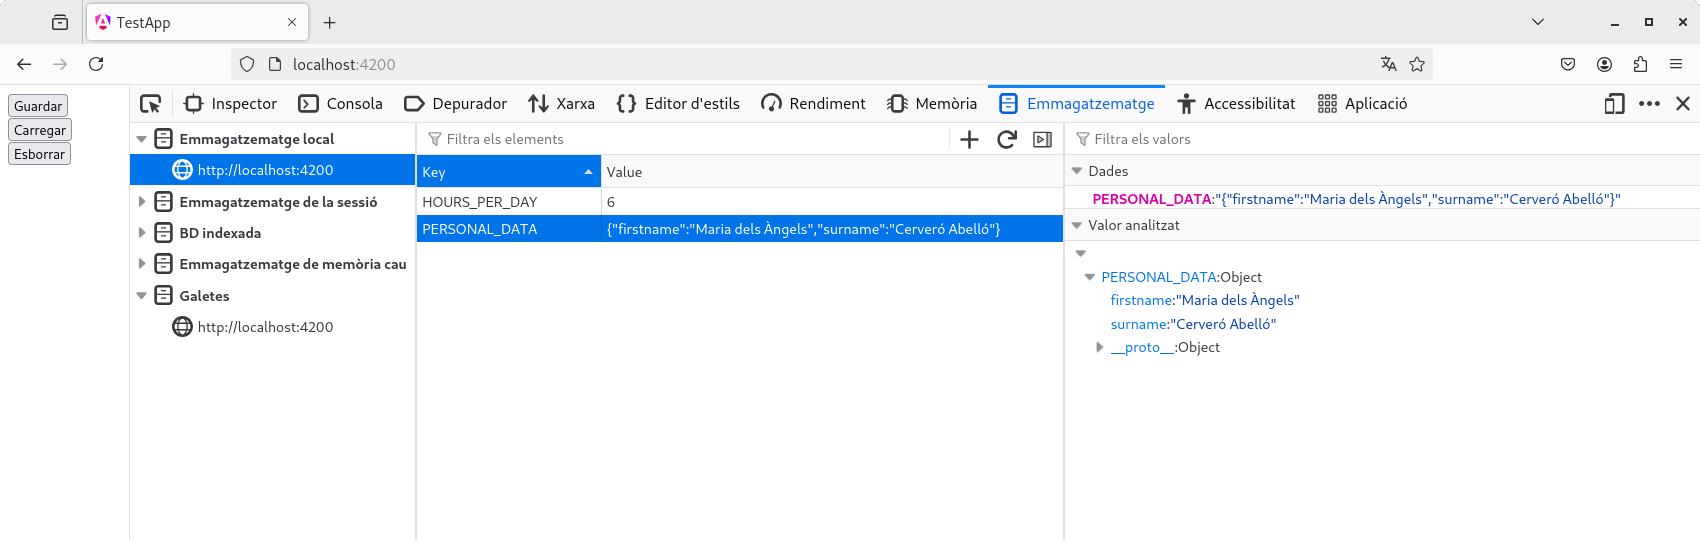 TestApp
localhost:4200
Guardar
Carregar
Esborrar
Inspector Consola Depurador Xarxa Editor d'estils Rendiment Memòria Emmagatzematge Accessibilitat Aplicació
Emmagatzematge local
http://localhost:4200
Emmagatzematge de la sessió
BD indexada
Emmagatzematge de memòria cau
Galetes
http://localhost:4200
Filtra els elements
Key Value
HOURS_PER_DAY 6
PERSONAL_DATA {"firstname":"Maria dels Àngels","surname":"Cerveró Abelló"}
Filtra els valors
Dades
PERSONAL_DATA:"{"firstname":"Maria dels Àngels","surname":"Cerveró Abelló"}"
Valor analitzat
PERSONAL_DATA:Object
firstname:"Maria dels Àngels"
surname:"Cerveró Abelló"
__proto__:Object